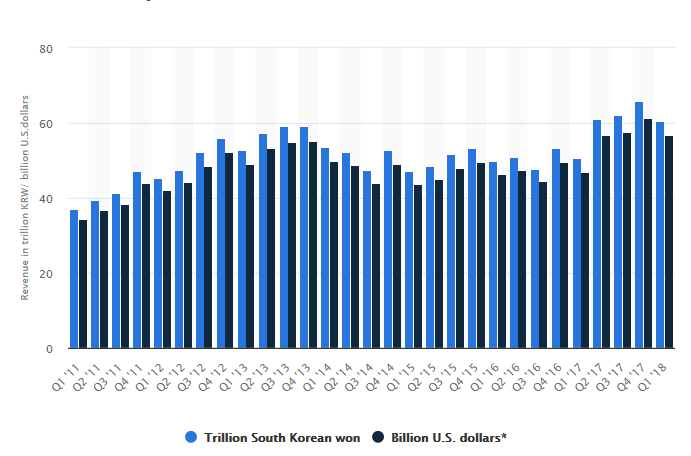 80
60
40
20
0
Revenue in trillion KRW/ billion U.S.dollars
Q1 '11
Q2 '11
Q3 '11
Q4 '11
Q1 '12
Q2 '12
Q3 '12
Q4 '12
Q1 '13
Q2 '13
Q3 '13
Q4 '13
Q1 '14
Q2 '14
Q3 '14
Q4 '14
Q1 '15
Q2 '15
Q3 '15
Q4 '15
Q1 '16
Q2 '16
Q3 '16
Q4 '16
Q1 '17
Q2 '17
Q3 '17
Q4 '17
Q1 '18
Trillion South Korean won
Billion U.S. dollars*